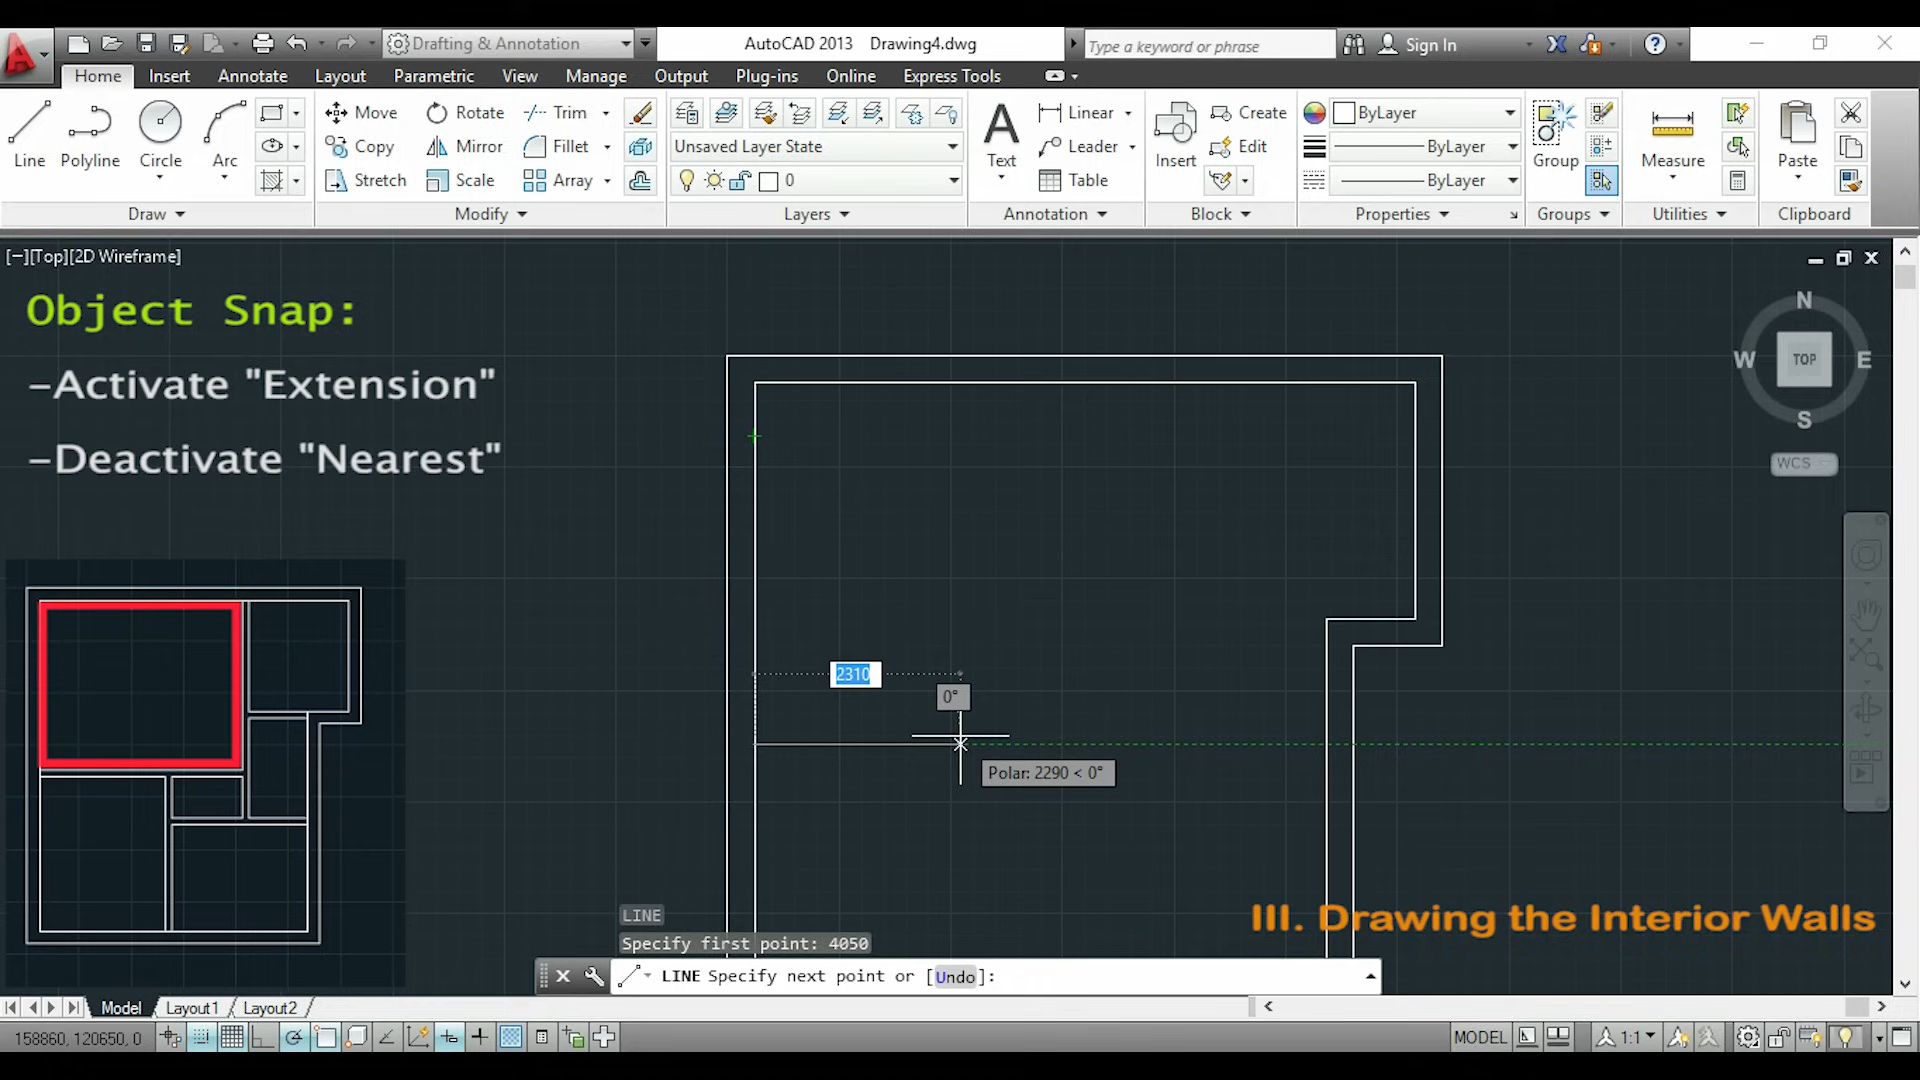 Drafting & Annotation
AutoCAD 2013 Drawing4.dwg
Type a keyword or phrase
Sign In
Home Insert Annotate Layout Parametric View Manage Output Plug-ins Online Express Tools
Line Polyline Circle Arc
Move Rotate Trim
Copy Mirror Fillet
Stretch Scale Array
Unsaved Layer State
0
Text
Linear
Leader
Table
Insert
Create
Edit
ByLayer
ByLayer
ByLayer
Group
Measure
Paste
Draw Modify Layers Annotation Block Properties Groups Utilities Clipboard
[−][Top][2D Wireframe]
Object Snap:
-Activate "Extension"
-Deactivate "Nearest"
N
W TOP E
S
WCS
2310
0°
Polar: 2290 < 0°
III. Drawing the Interior Walls
LINE
Specify first point: 4050
LINE Specify next point or [Undo]:
Model Layout1 Layout2
158860, 120650, 0
MODEL
1:1